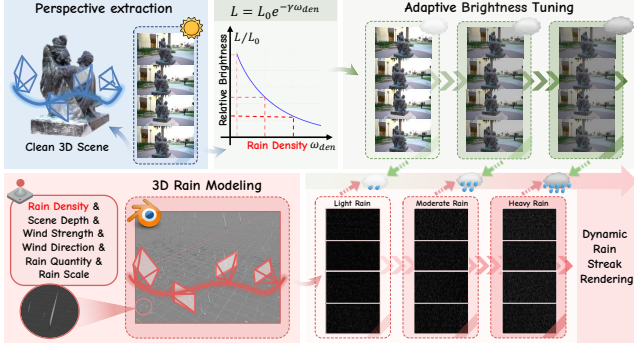 Perspective extraction
Clean 3D Scene
L = L₀e^{-γω_{den}}
L/L₀
Relative Brightness
Rain Density ω_{den}
Adaptive Brightness Tuning
Rain Density &
Scene Depth &
Wind Strength &
Wind Direction &
Rain Quantity &
Rain Scale
3D Rain Modeling
Light Rain
Moderate Rain
Heavy Rain
Dynamic
Rain
Streak
Rendering